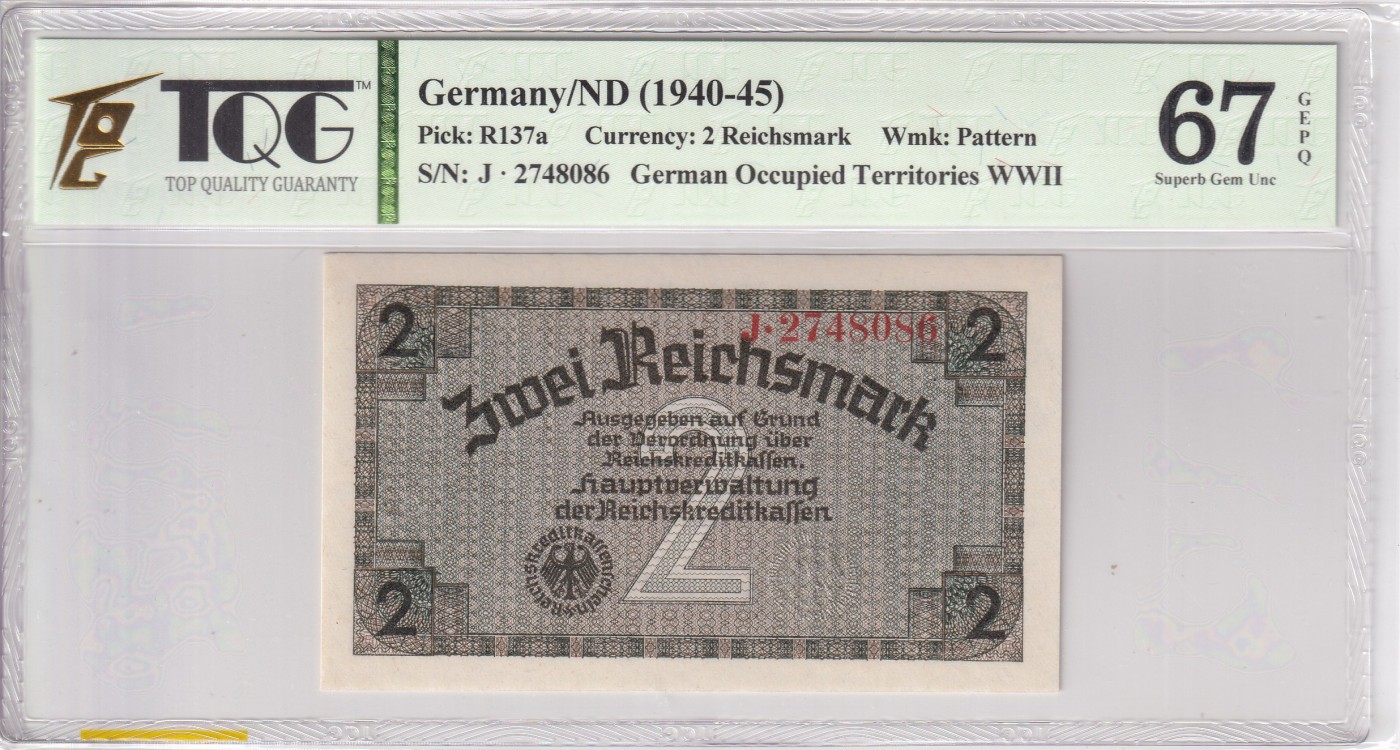 TQG™
TOP QUALITY GUARANTY
Germany/ND (1940-45)
Pick: R137a Currency: 2 Reichsmark Wmk: Pattern
S/N: J · 2748086 German Occupied Territories WWII
67
GEPQ
Superb Gem Unc
2 2
J·2748086
Zwei Reichsmark
Ausgegeben auf Grund
der Verordnung über
Reichskreditkaſſen.
Hauptverwaltung
der Reichskreditkaſſen
2
Reichskreditkaſſenſchein
2 2